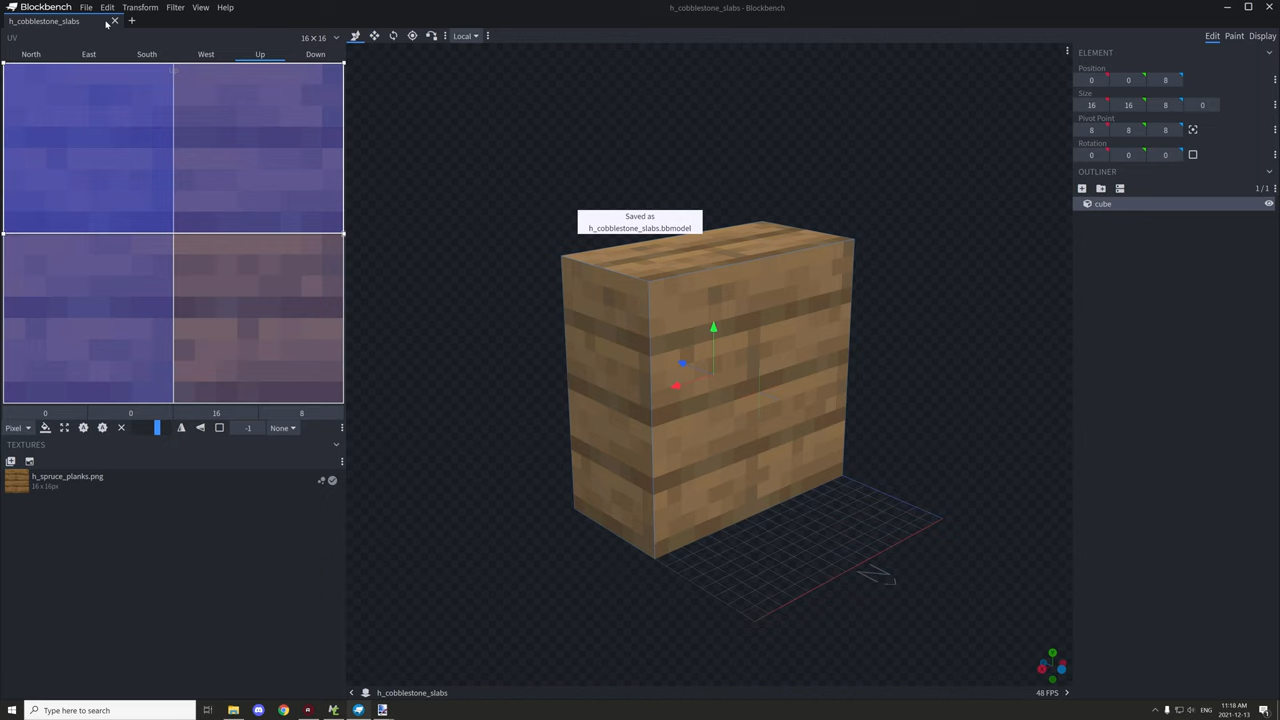 Blockbench
File
Edit
Transform
Filter
View
Help
h_cobblestone_slabs - Blockbench
h_cobblestone_slabs
UV
16 × 16
North
East
South
West
Up
Down
Local
Edit
Paint
Display
ELEMENT
Position
0
0
8
Size
16
16
8
0
Pivot Point
8
8
8
Rotation
0
0
0
OUTLINER
1 / 1
cube
Saved as
h_cobblestone_slabs.bbmodel
0
0
16
8
Pixel
-1
None
TEXTURES
h_spruce_planks.png
16 x 16px
N
h_cobblestone_slabs
48 FPS
Type here to search
ENG
11:18 AM
2021-12-13